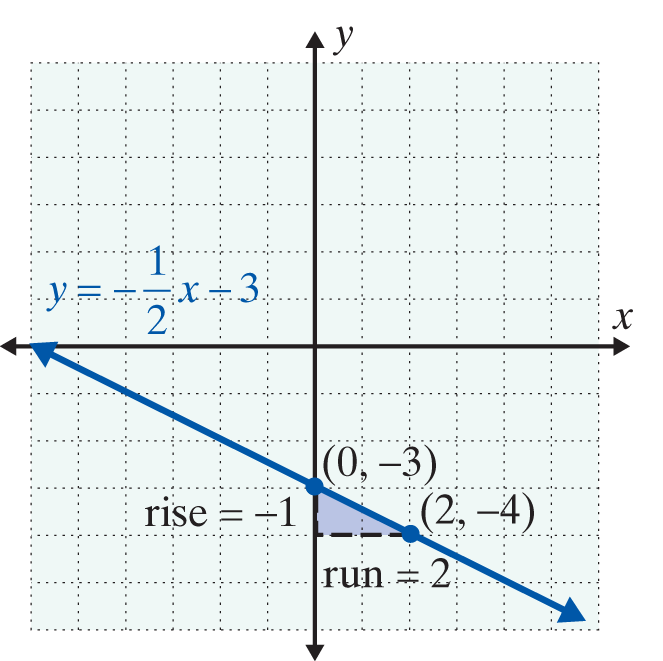 y
y = −1/2 x − 3
x
(0, −3)
rise = −1
(2, −4)
run = 2